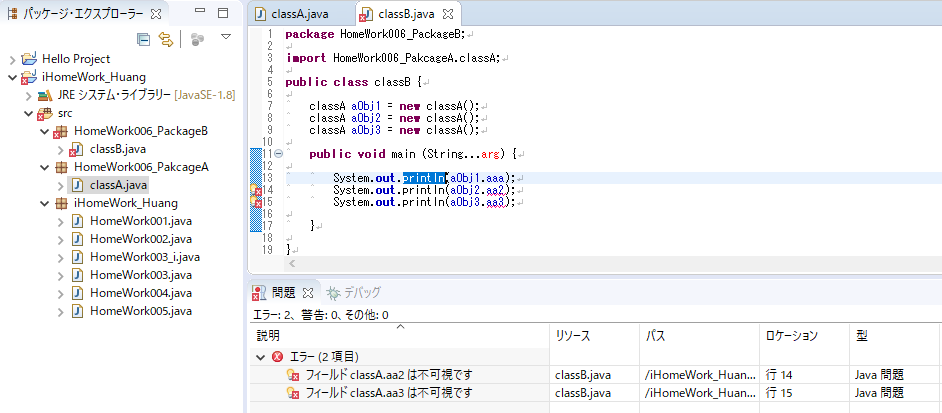 パッケージ・エクスプローラー
Hello Project
iHomeWork_Huang
JRE システム・ライブラリー [JavaSE-1.8]
src
HomeWork006_PackageB
classB.java
HomeWork006_PakcageA
classA.java
iHomeWork_Huang
HomeWork001.java
HomeWork002.java
HomeWork003_i.java
HomeWork003.java
HomeWork004.java
HomeWork005.java
classA.java classB.java
1 package HomeWork006_PackageB;
2
3 import HomeWork006_PakcageA.classA;
4
5 public class classB {
6
7 classA aObj1 = new classA();
8 classA aObj2 = new classA();
9 classA aObj3 = new classA();
10
11 public void main (String...arg) {
12
13 System.out.println(aObj1.aaa);
14 System.out.println(aObj2.aa2);
15 System.out.println(aObj3.aa3);
16
17 }
18
19 }
問題 デバッグ
エラー: 2、警告: 0、その他: 0
説明 リソース パス ロケーション 型
エラー (2 項目)
フィールド classA.aa2 は不可視です classB.java /iHomeWork_Huan... 行 14 Java 問題
フィールド classA.aa3 は不可視です classB.java /iHomeWork_Huan... 行 15 Java 問題